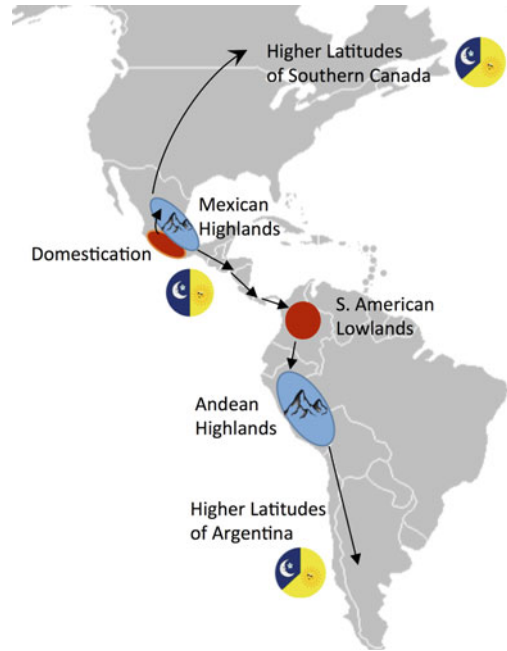 Higher Latitudes
of Southern Canada
Mexican
Highlands
Domestication
S. American
Lowlands
Andean
Highlands
Higher Latitudes
of Argentina